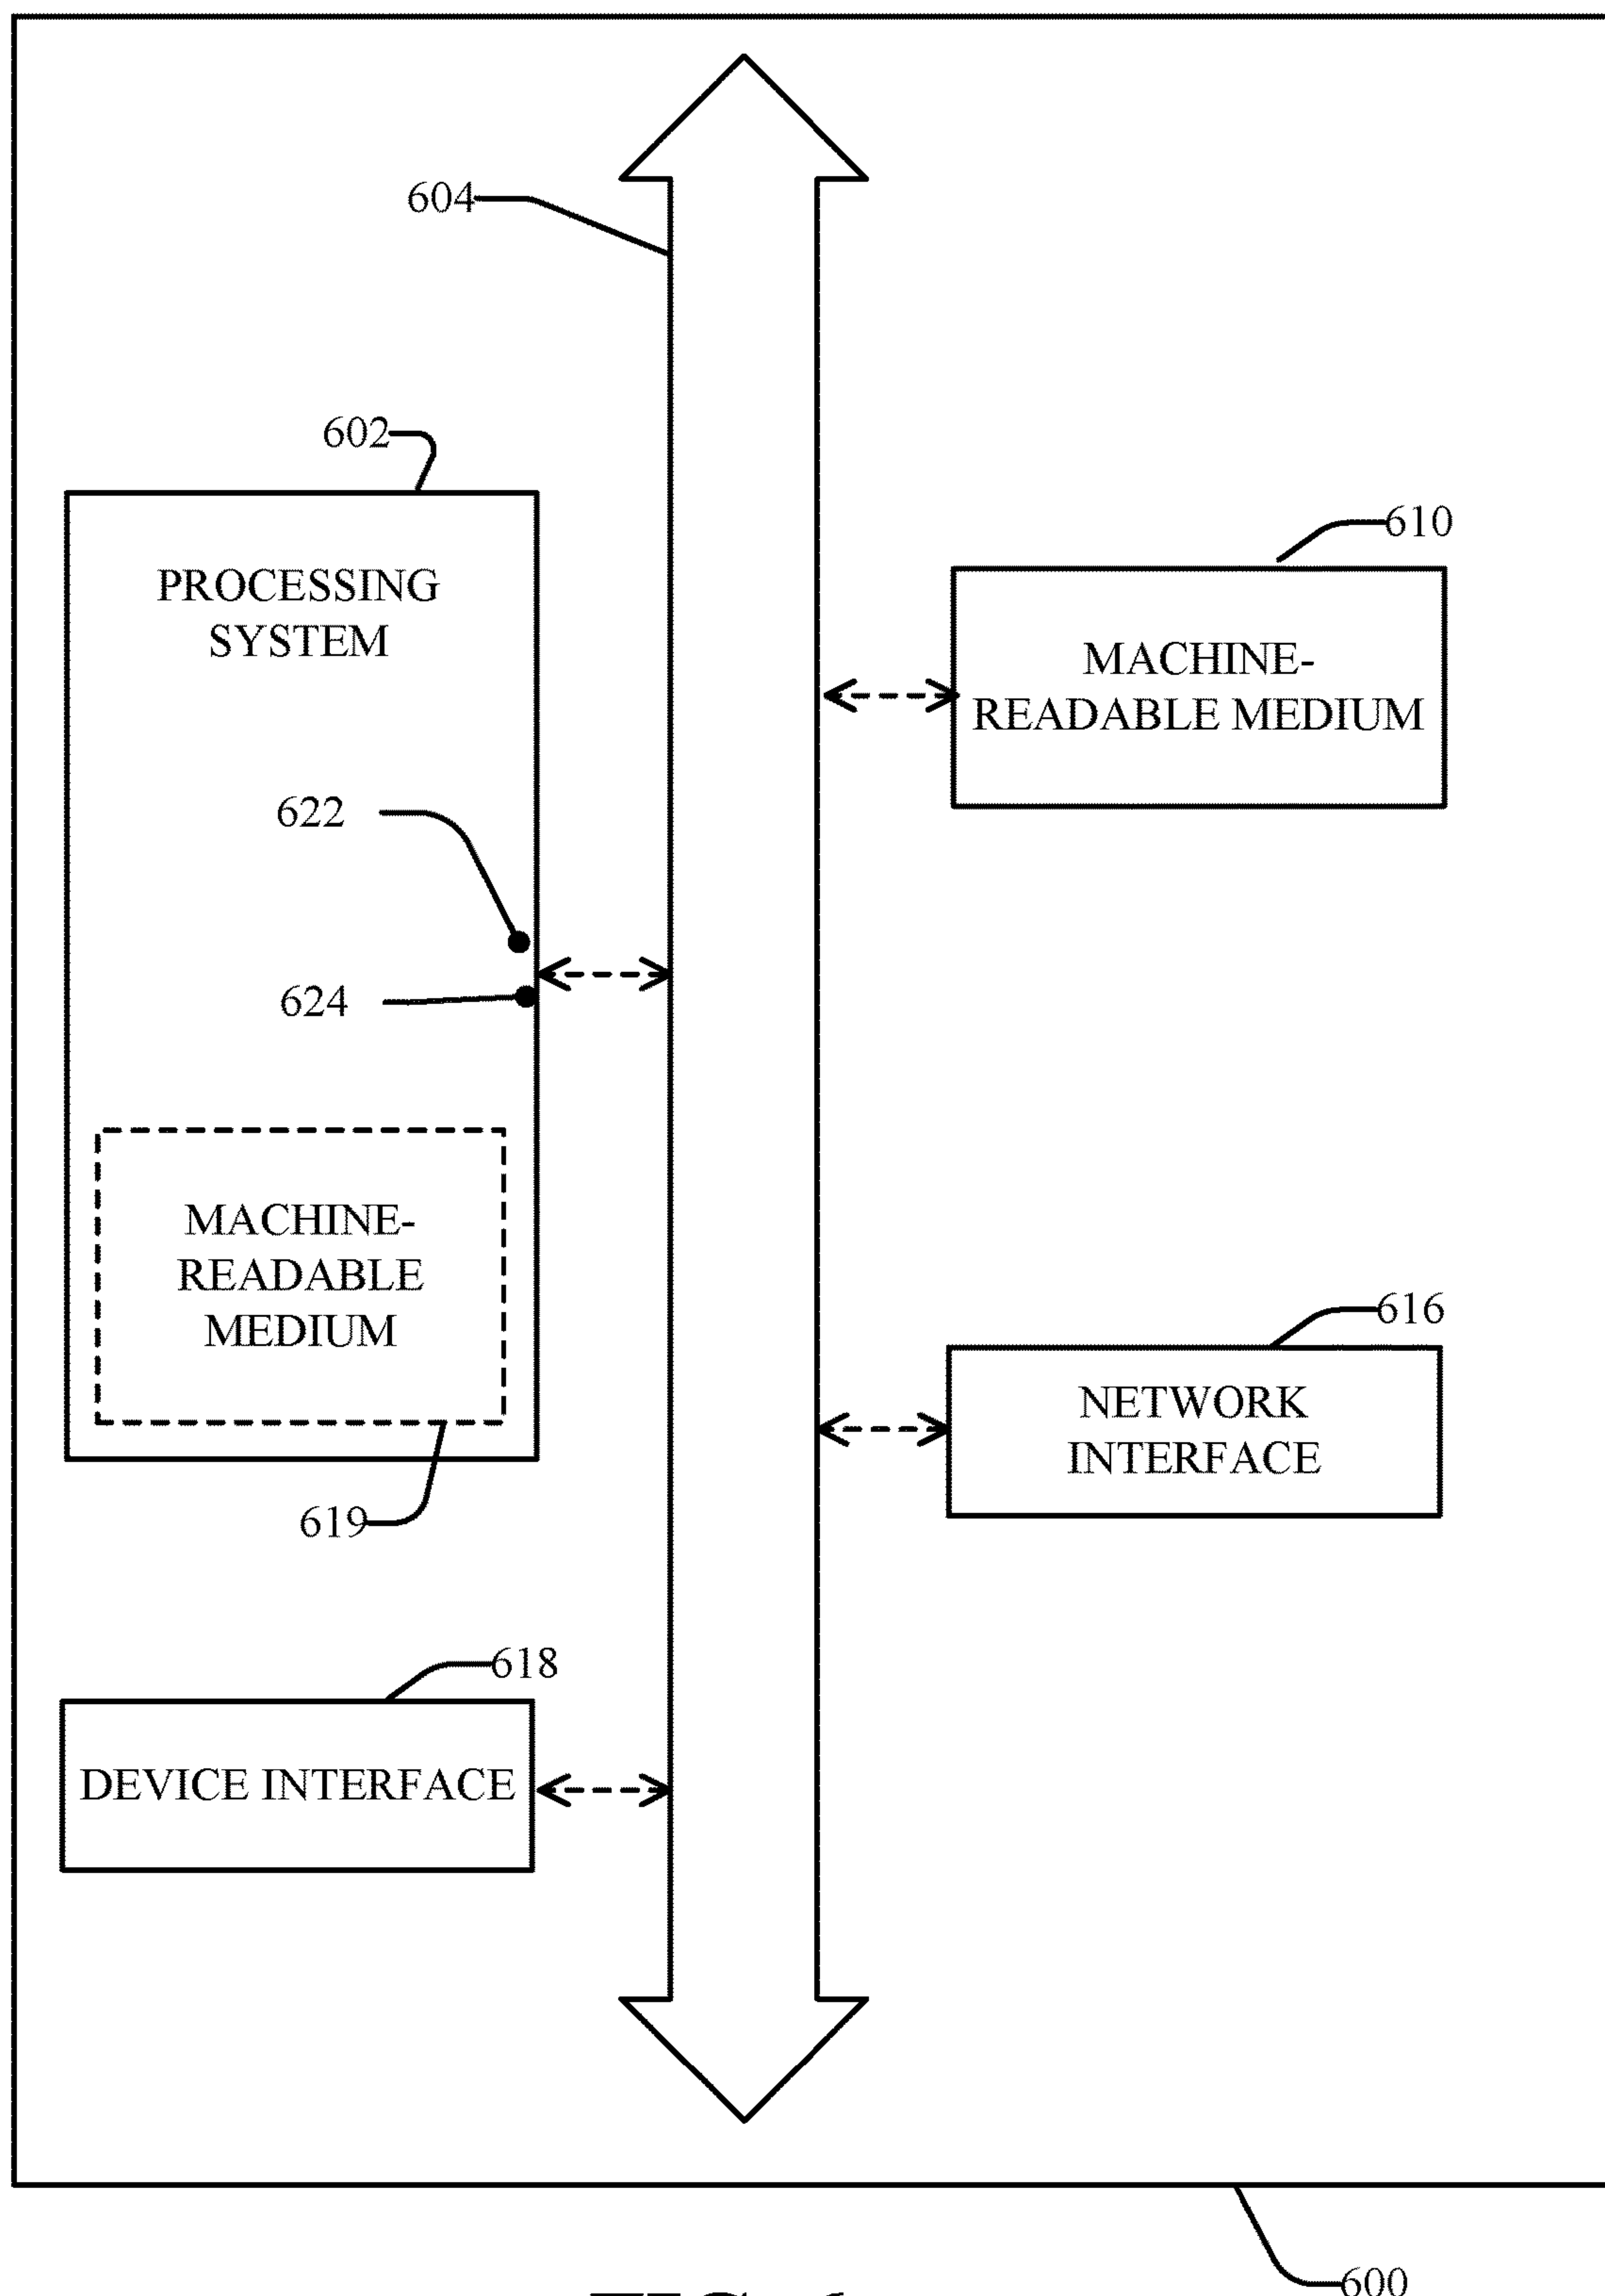 604
602
PROCESSING
SYSTEM
610
MACHINE-
READABLE MEDIUM
622
624
MACHINE-
READABLE
MEDIUM
616
NETWORK
INTERFACE
619
618
DEVICE INTERFACE
600